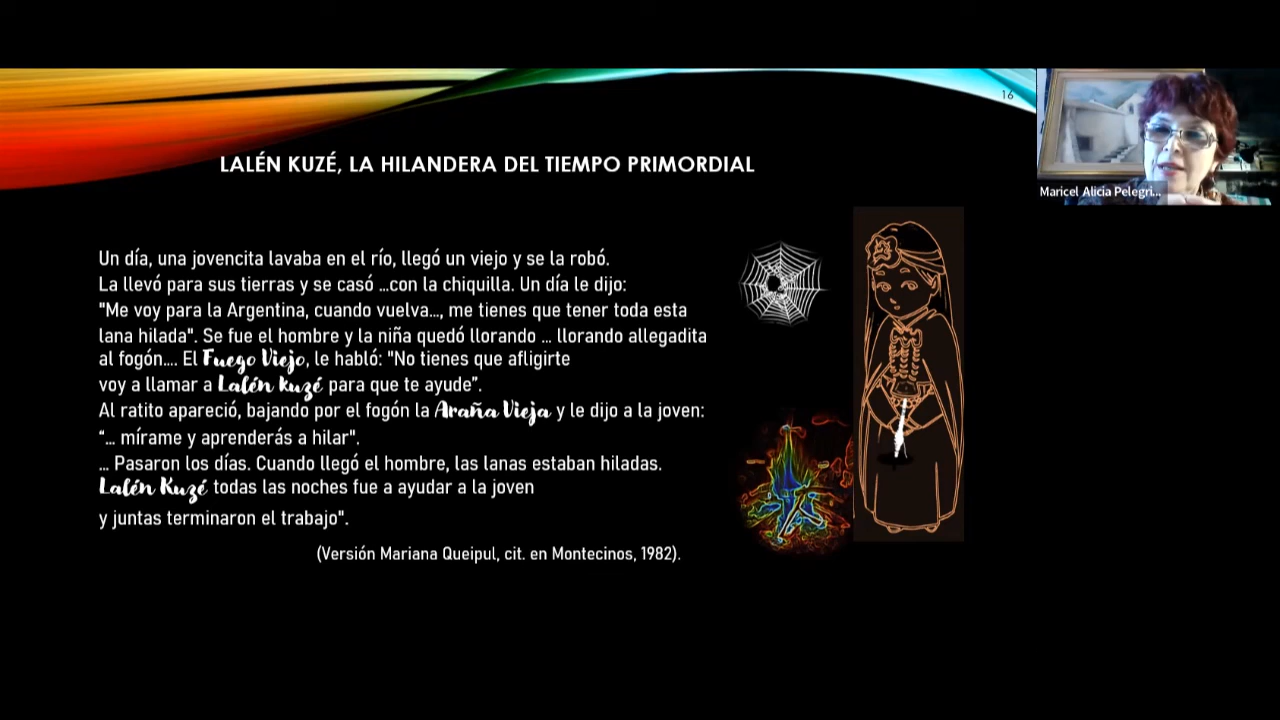 16
LALÉN KUZÉ, LA HILANDERA DEL TIEMPO PRIMORDIAL
Maricel Alicia Pelegri...
Un día, una jovencita lavaba en el río, llegó un viejo y se la robó.
La llevó para sus tierras y se casó ...con la chiquilla. Un día le dijo:
"Me voy para la Argentina, cuando vuelva..., me tienes que tener toda esta
lana hilada". Se fue el hombre y la niña quedó llorando ... llorando allegadita
al fogón.... El Fuego Viejo, le habló: "No tienes que afligirte
voy a llamar a Lalén kuzé para que te ayude”.
Al ratito apareció, bajando por el fogón la Araña Vieja y le dijo a la joven:
“... mírame y aprenderás a hilar".
... Pasaron los días. Cuando llegó el hombre, las lanas estaban hiladas.
Lalén Kuzé todas las noches fue a ayudar a la joven
y juntas terminaron el trabajo".
(Versión Mariana Queipul, cit. en Montecinos, 1982).